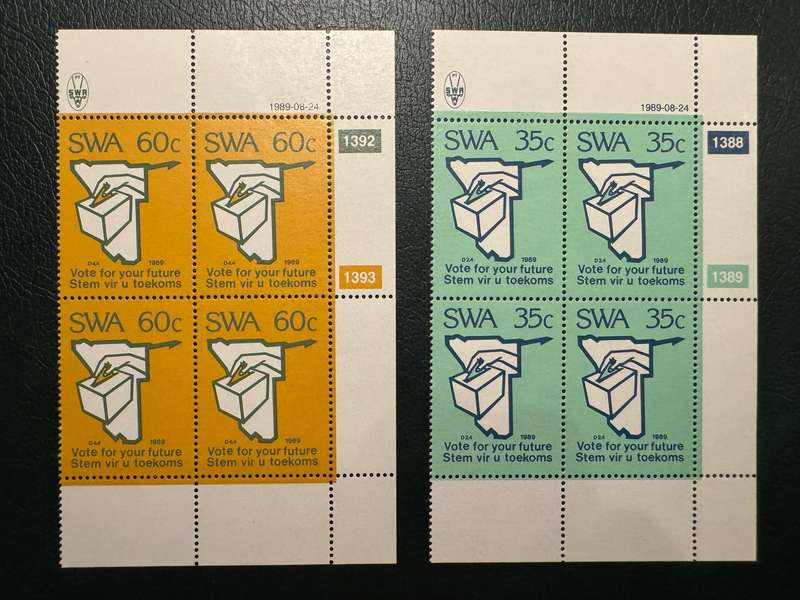 PT
SWA
1989-08-24
SWA 60c SWA 60c
D4A 1989 D4A 1989
Vote for your future Vote for your future
Stem vir u toekoms Stem vir u toekoms
SWA 60c SWA 60c
D4A 1989 D4A 1989
Vote for your future Vote for your future
Stem vir u toekoms Stem vir u toekoms
1392
1393
PT
SWA
1989-08-24
SWA 35c SWA 35c
D2A 1989 D2A 1989
Vote for your future Vote for your future
Stem vir u toekoms Stem vir u toekoms
SWA 35c SWA 35c
D2A 1989 D2A 1989
Vote for your future Vote for your future
Stem vir u toekoms Stem vir u toekoms
1388
1389